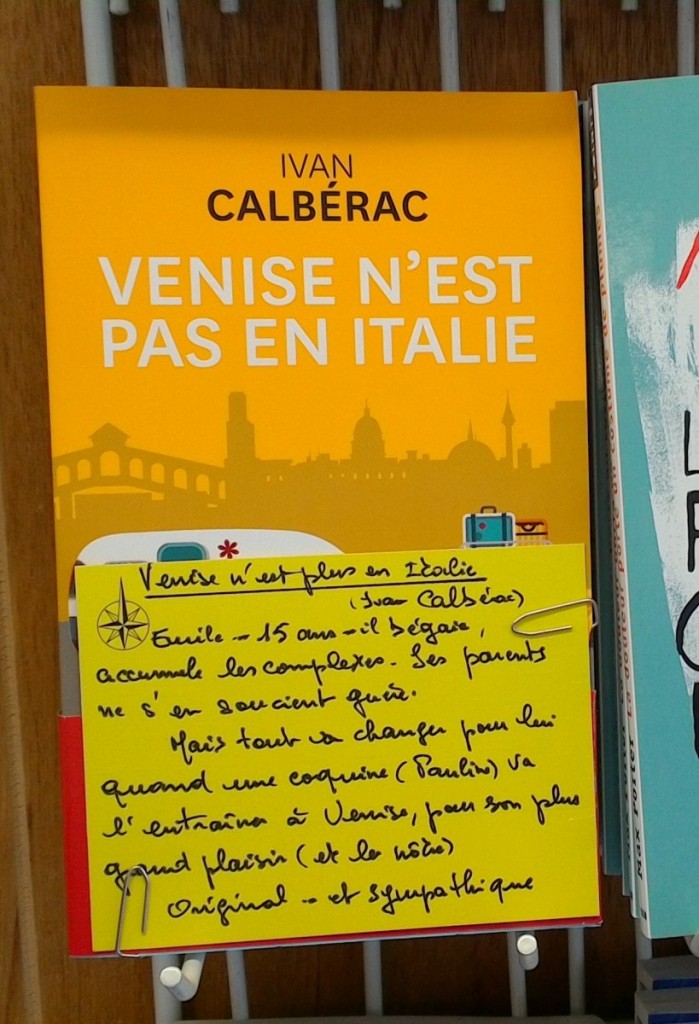 IVAN
CALBÉRAC
VENISE N'EST
PAS EN ITALIE
Venise n'est plus en Italie
(Ivan Calbérac)
Emile - 15 ans - il bégaie,
accumule les complexes. Ses parents
ne s'en soucient guère.
Mais tout va changer pour lui
quand une coquine (Pauline) va
l'entraîner à Venise, pour son plus
grand plaisir (et le nôtre)
Original - et sympathique
Max Porter